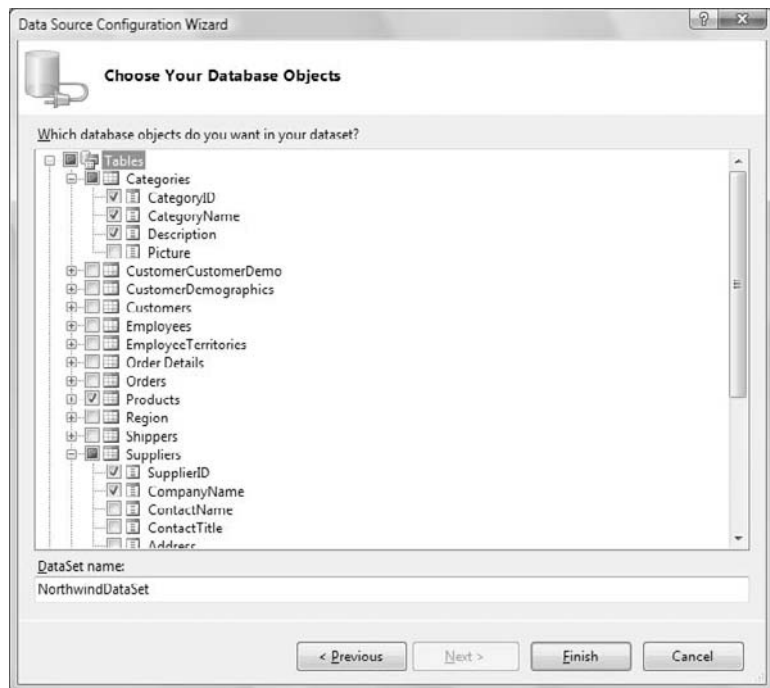 Data Source Configuration Wizard
Choose Your Database Objects
Which database objects do you want in your dataset?
Tables
Categories
CategoryID
CategoryName
Description
Picture
CustomerCustomerDemo
CustomerDemographics
Customers
Employees
EmployeeTerritories
Order Details
Orders
Products
Region
Shippers
Suppliers
SupplierID
CompanyName
ContactName
ContactTitle
Address
DataSet name:
NorthwindDataSet
< Previous Next > Finish Cancel